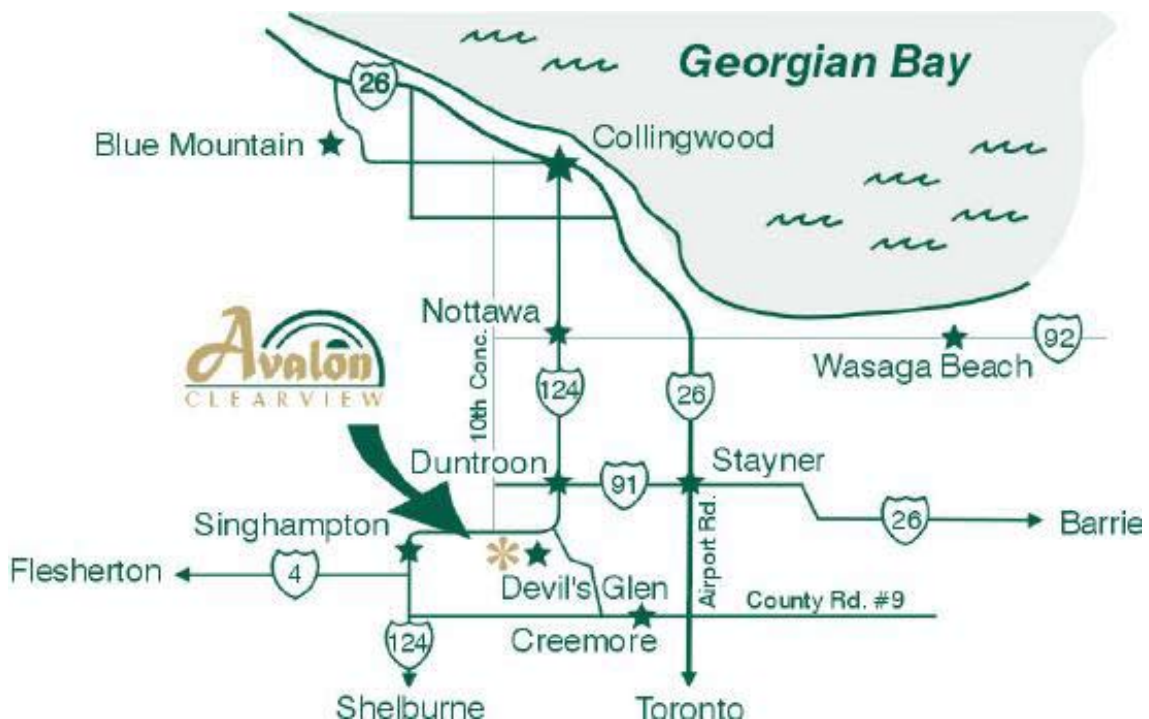 Georgian Bay
26
Collingwood
Blue Mountain
Nottawa
92
Wasaga Beach
Avalon
CLEARVIEW
10th Conc.
124
26
Duntroon
91
Stayner
Singhampton
26
Barrie
Flesherton
4
Devil's Glen
Airport Rd.
County Rd. #9
Creemore
124
Shelburne
Toronto